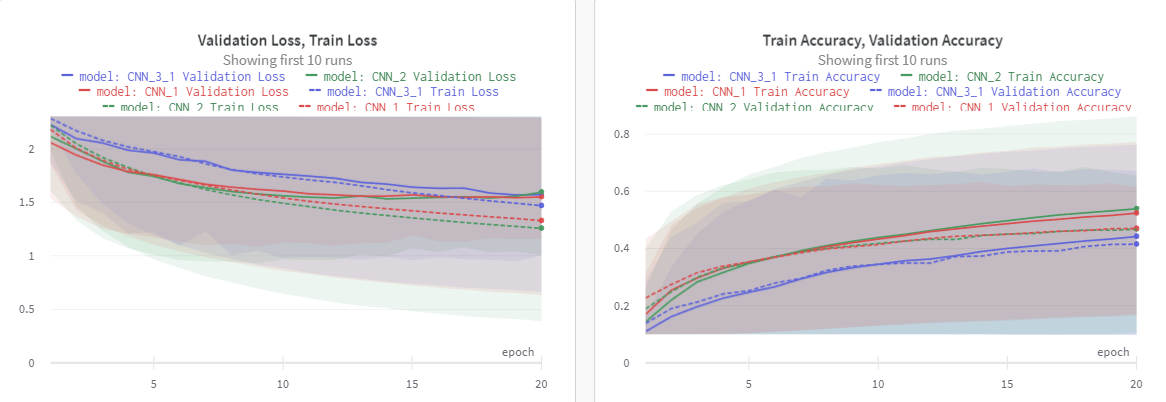 Validation Loss, Train Loss
Showing first 10 runs
model: CNN_3_1 Validation Loss model: CNN_2 Validation Loss
model: CNN_1 Validation Loss model: CNN_3_1 Train Loss
model: CNN_2 Train Loss model: CNN_1 Train Loss
2
1.5
1
0.5
0
epoch
5 10 15 20
Train Accuracy, Validation Accuracy
Showing first 10 runs
model: CNN_3_1 Train Accuracy model: CNN_2 Train Accuracy
model: CNN_1 Train Accuracy model: CNN_3_1 Validation Accuracy
model: CNN_2 Validation Accuracy model: CNN_1 Validation Accuracy
0.8
0.6
0.4
0.2
0
epoch
5 10 15 20